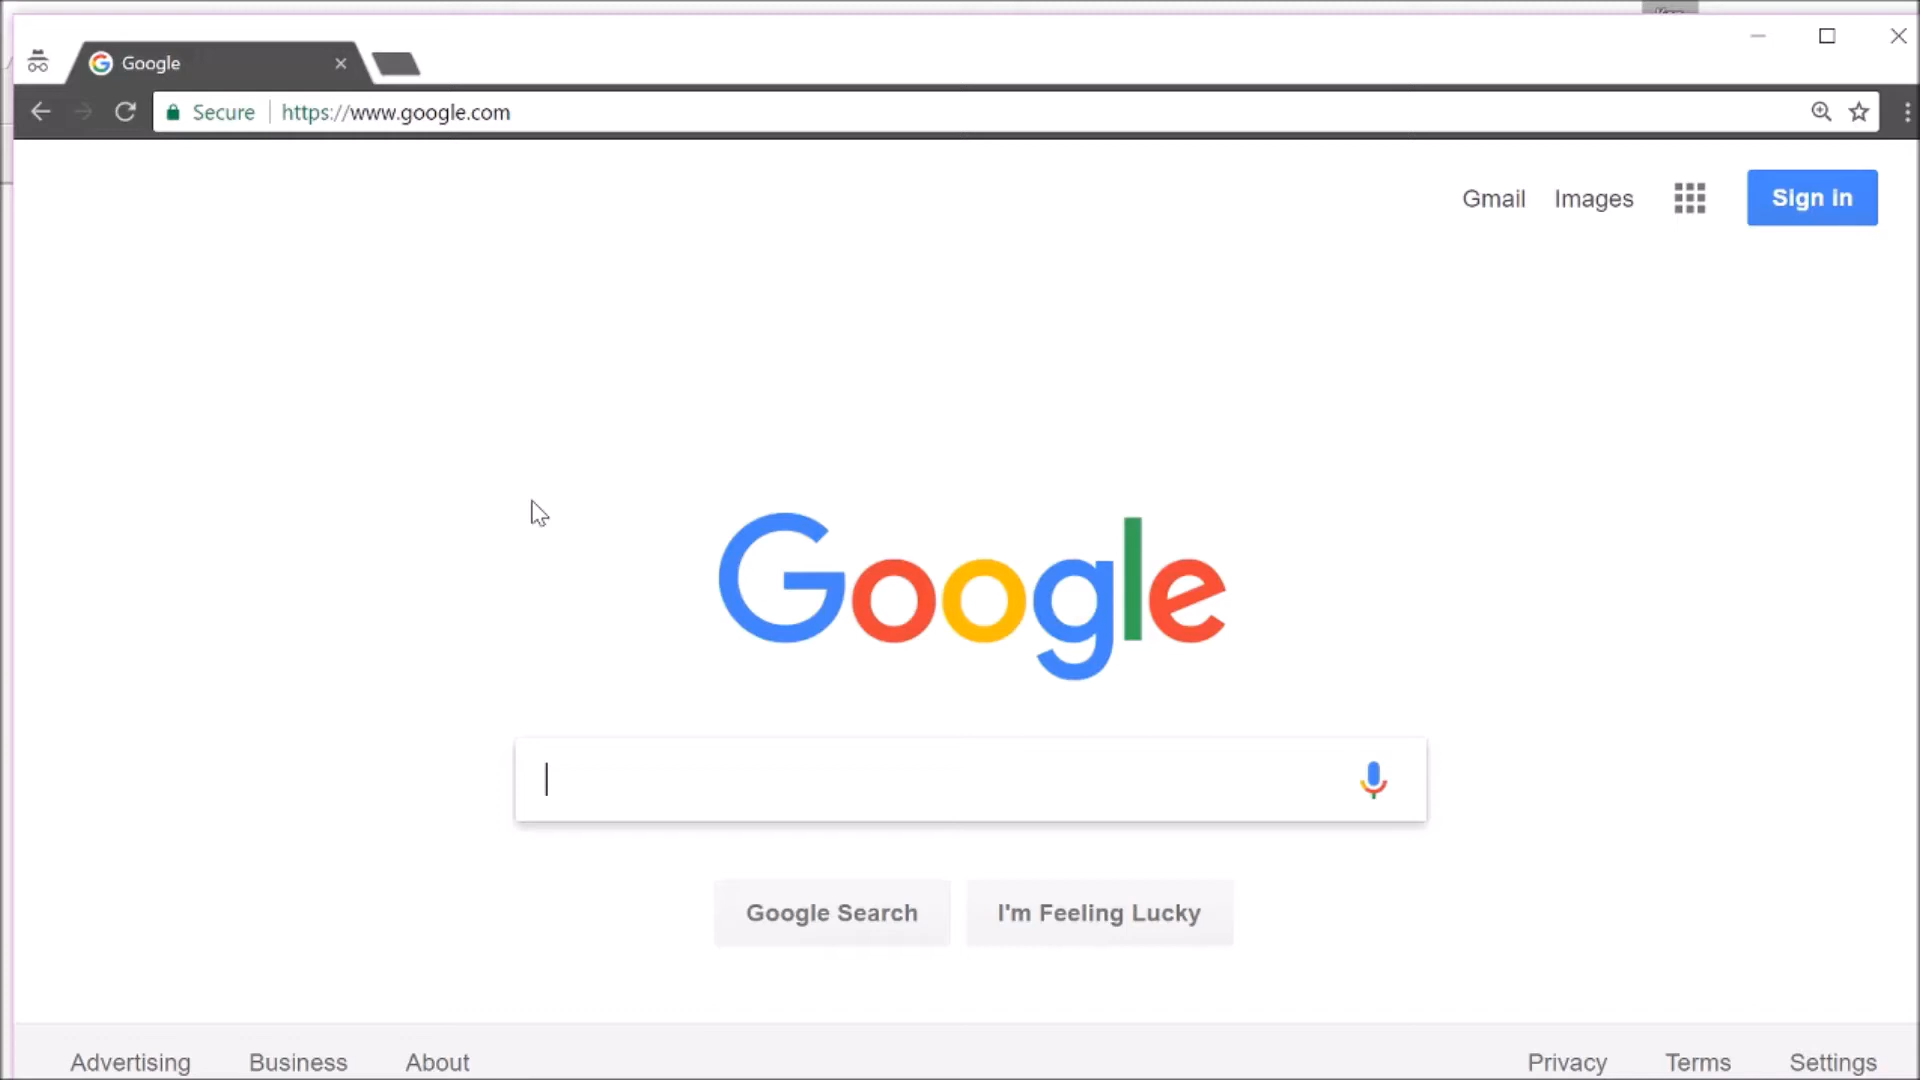 Google
Secure
https://www.google.com
Gmail
Images
Sign in
Google
Google Search
I'm Feeling Lucky
Advertising
Business
About
Privacy
Terms
Settings